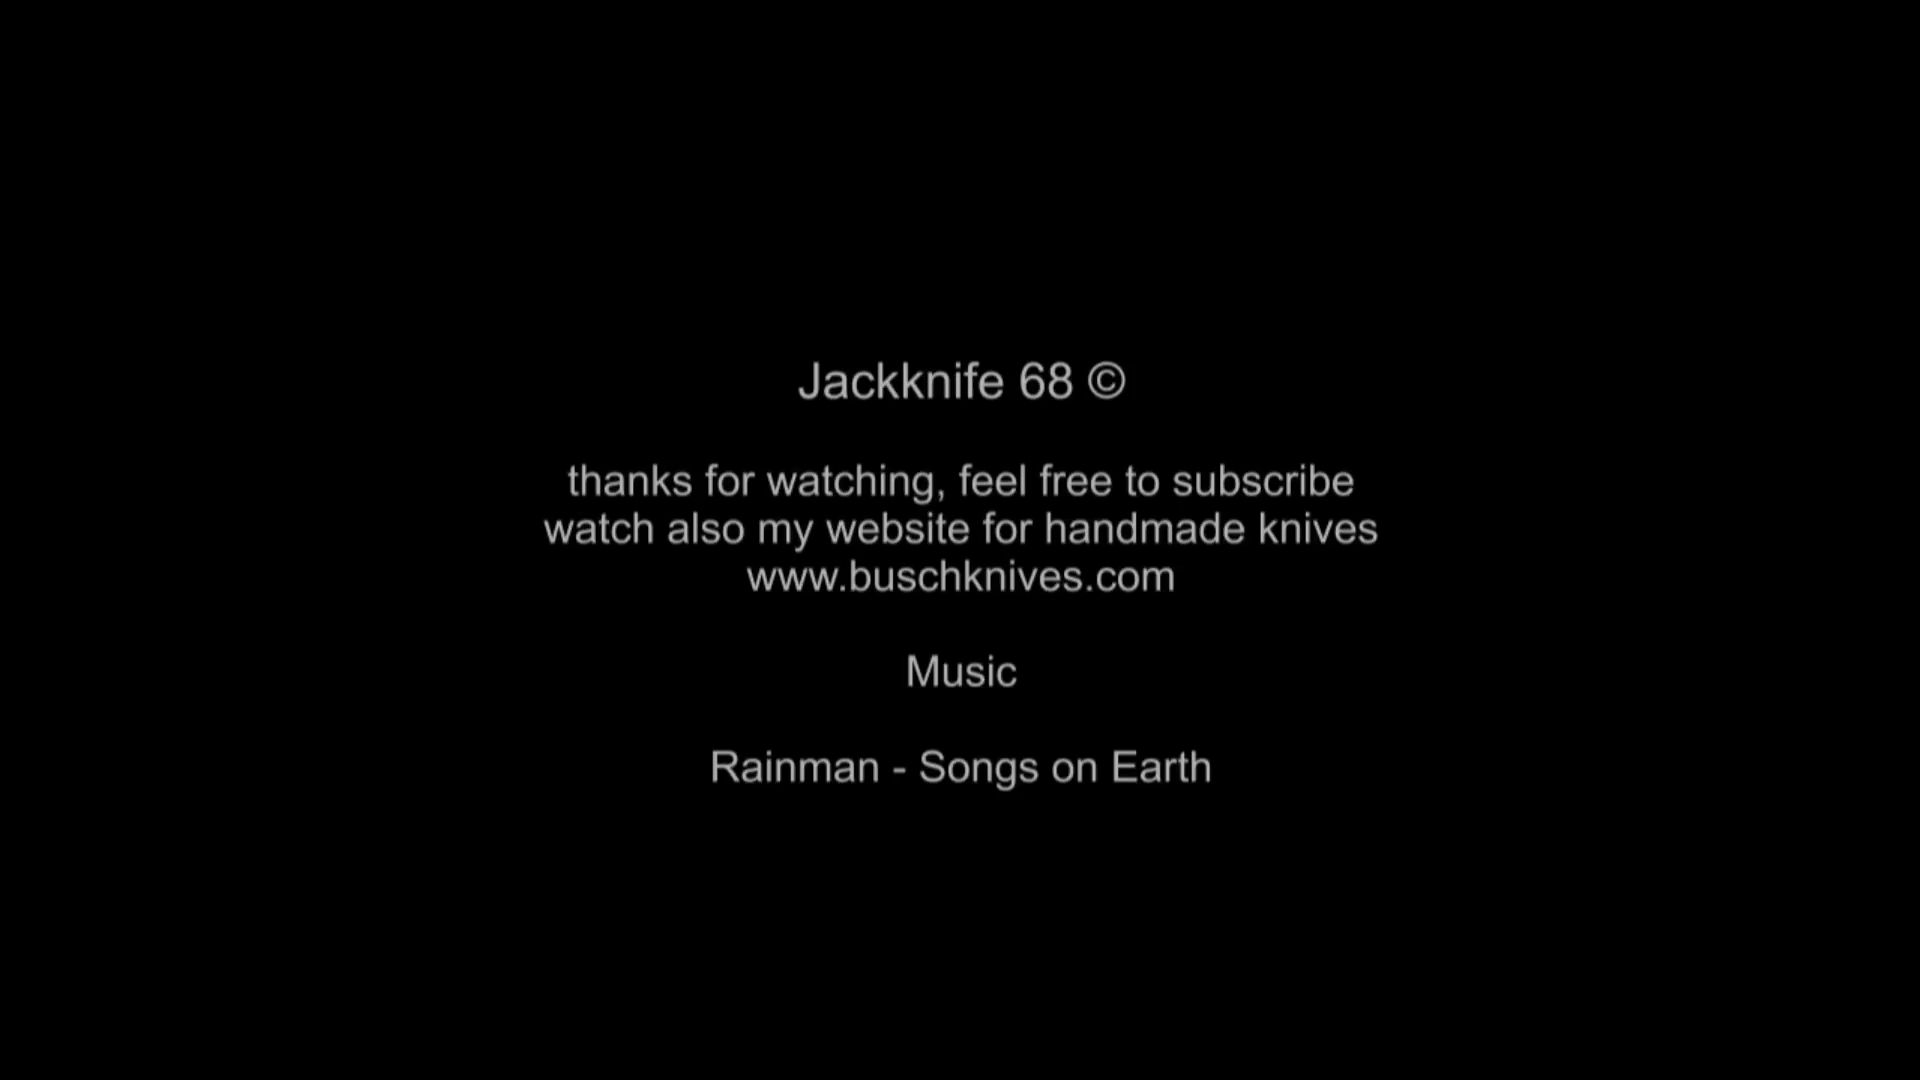 Jackknife 68 ©
thanks for watching, feel free to subscribe
watch also my website for handmade knives
www.buschknives.com
Music
Rainman - Songs on Earth